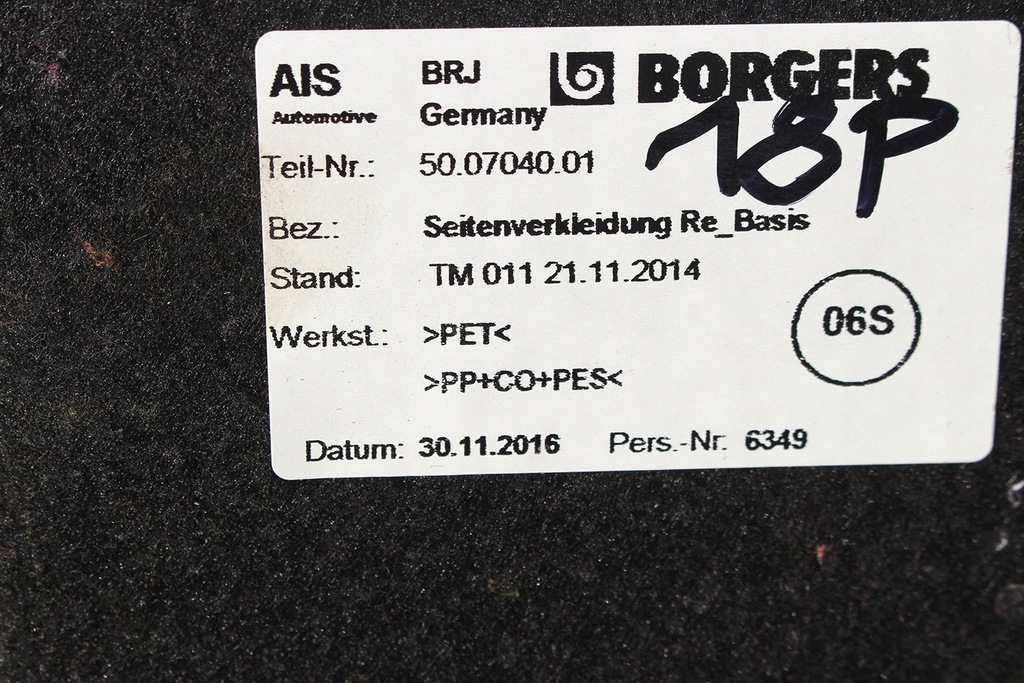 AIS BRJ BORGERS
Automotive Germany
18P
Teil-Nr.: 50.07040.01
Bez.: Seitenverkleidung Re_Basis
Stand: TM 011 21.11.2014
06S
Werkst.: >PET<
>PP+CO+PES<
Datum: 30.11.2016 Pers.-Nr. 6349